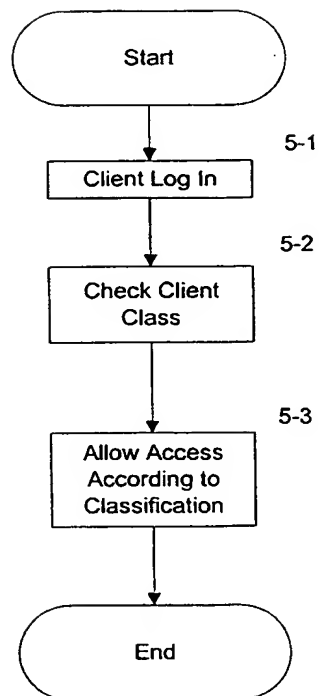 Start
5-1
Client Log In
5-2
Check Client
Class
5-3
Allow Access
According to
Classification
End